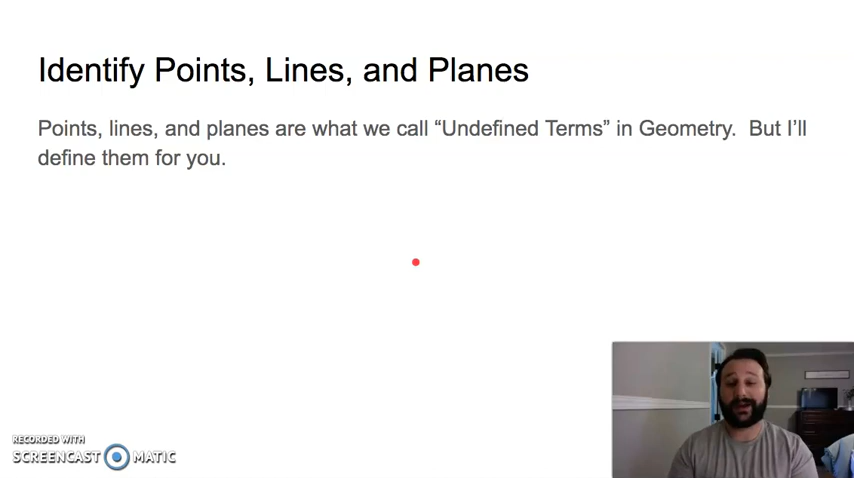 Identify Points, Lines, and Planes
Points, lines, and planes are what we call “Undefined Terms” in Geometry.  But I’ll
define them for you.
RECORDED WITH
SCREENCAST MATIC